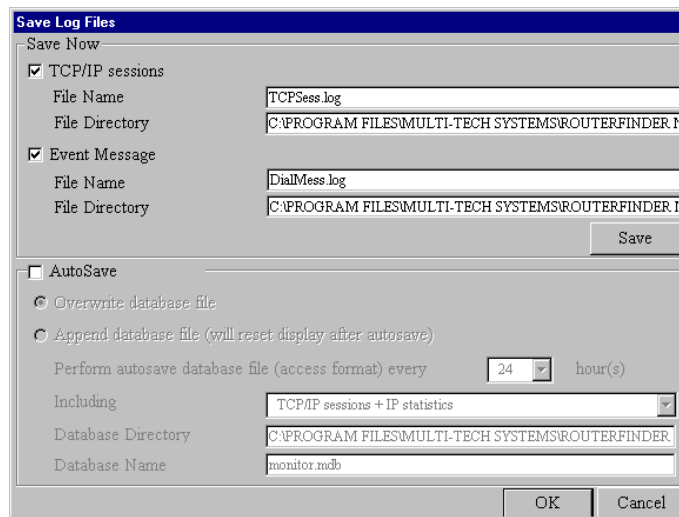 Save Log Files
Save Now
TCP/IP sessions
File Name TCPSess.log
File Directory C:\PROGRAM FILES\MULTI-TECH SYSTEMS\ROUTERFINDER
Event Message
File Name DialMess.log
File Directory C:\PROGRAM FILES\MULTI-TECH SYSTEMS\ROUTERFINDER
Save
AutoSave
Overwrite database file
Append database file (will reset display after autosave)
Perform autosave database file (access format) every 24 hour(s)
Including TCP/IP sessions + IP statistics
Database Directory C:\PROGRAM FILES\MULTI-TECH SYSTEMS\ROUTERFINDER
Database Name monitor.mdb
OK Cancel